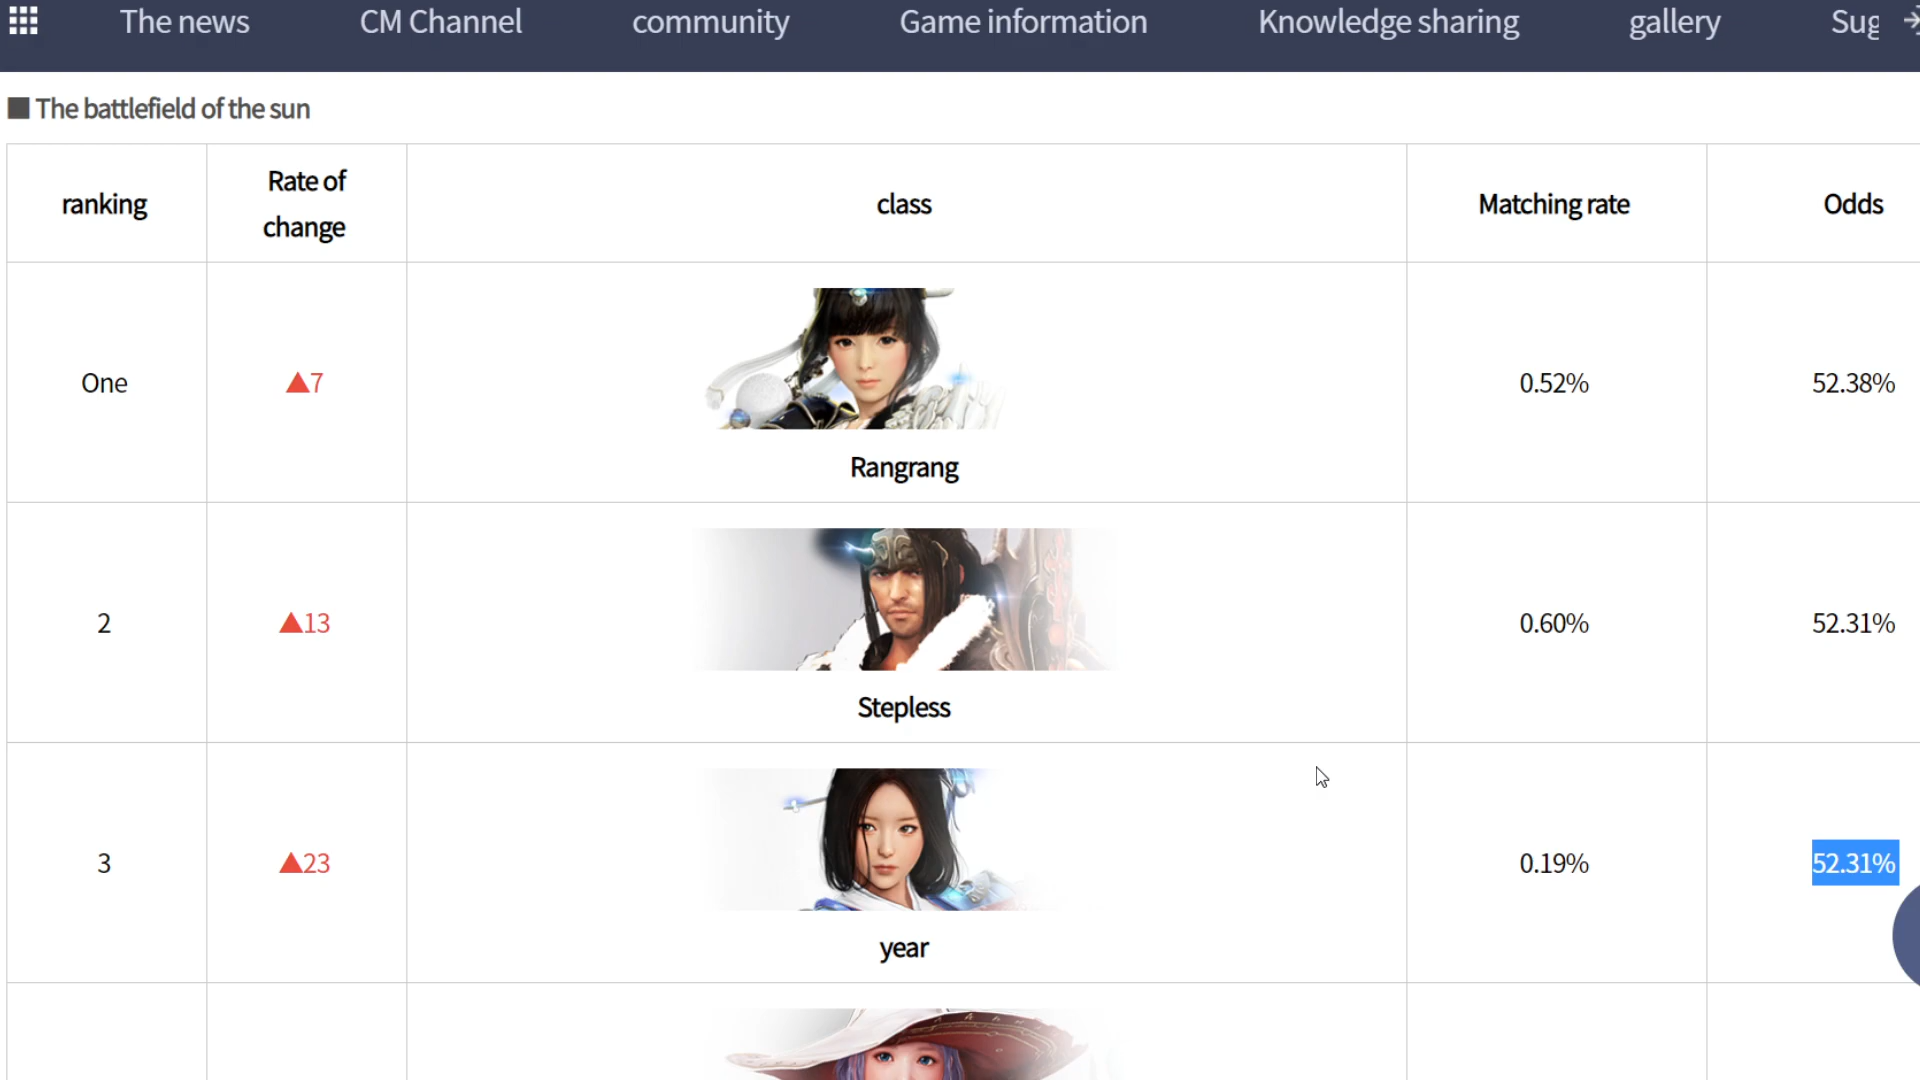 The news CM Channel community Game information Knowledge sharing gallery Sug
■ The battlefield of the sun
ranking Rate of change class Matching rate Odds
One ▲7 Rangrang 0.52% 52.38%
2 ▲13 Stepless 0.60% 52.31%
3 ▲23 year 0.19% 52.31%